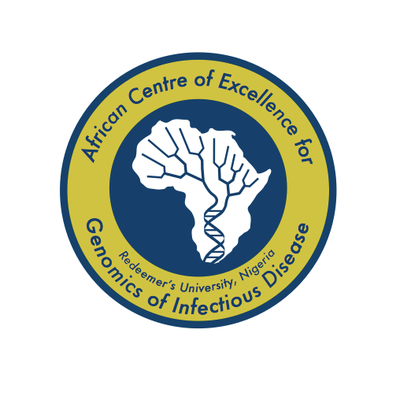 African Centre of Excellence for
Genomics of Infectious Disease
Redeemer's University, Nigeria